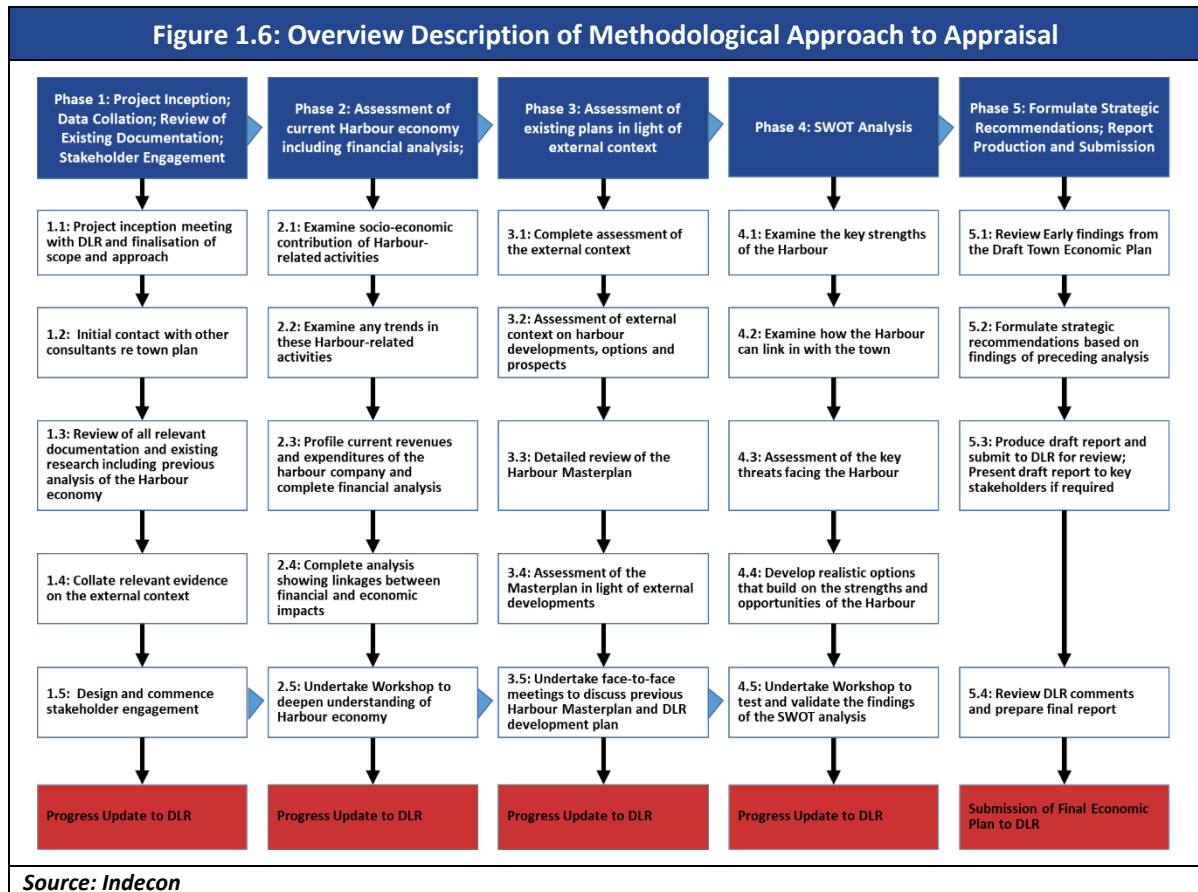 Figure 1.6: Overview Description of Methodological Approach to Appraisal
Phase 1: Project Inception;
Data Collation; Review of
Existing Documentation;
Stakeholder Engagement
1.1: Project inception meeting
with DLR and finalisation of
scope and approach
1.2: Initial contact with other
consultants re town plan
1.3: Review of all relevant
documentation and existing
research including previous
analysis of the Harbour
economy
1.4: Collate relevant evidence
on the external context
1.5: Design and commence
stakeholder engagement
Progress Update to DLR
Phase 2: Assessment of
current Harbour economy
including financial analysis;
2.1: Examine socio-economic
contribution of Harbour-
related activities
2.2: Examine any trends in
these Harbour-related
activities
2.3: Profile current revenues
and expenditures of the
harbour company and
complete financial analysis
2.4: Complete analysis
showing linkages between
financial and economic
impacts
2.5: Undertake Workshop to
deepen understanding of
Harbour economy
Progress Update to DLR
Phase 3: Assessment of
existing plans in light of
external context
3.1: Complete assessment of
the external context
3.2: Assessment of external
context on harbour
developments, options and
prospects
3.3: Detailed review of the
Harbour Masterplan
3.4: Assessment of the
Masterplan in light of external
developments
3.5: Undertake face-to-face
meetings to discuss previous
Harbour Masterplan and DLR
development plan
Progress Update to DLR
Phase 4: SWOT Analysis
4.1: Examine the key strengths
of the Harbour
4.2: Examine how the Harbour
can link in with the town
4.3: Assessment of the key
threats facing the Harbour
4.4: Develop realistic options
that build on the strengths and
opportunities of the Harbour
4.5: Undertake Workshop to
test and validate the findings
of the SWOT analysis
Progress Update to DLR
Phase 5: Formulate Strategic
Recommendations; Report
Production and Submission
5.1: Review Early findings from
the Draft Town Economic Plan
5.2: Formulate strategic
recommendations based on
findings of preceding analysis
5.3: Produce draft report and
submit to DLR for review;
Present draft report to key
stakeholders if required
5.4: Review DLR comments
and prepare final report
Submission of Final Economic
Plan to DLR
Source: Indecon